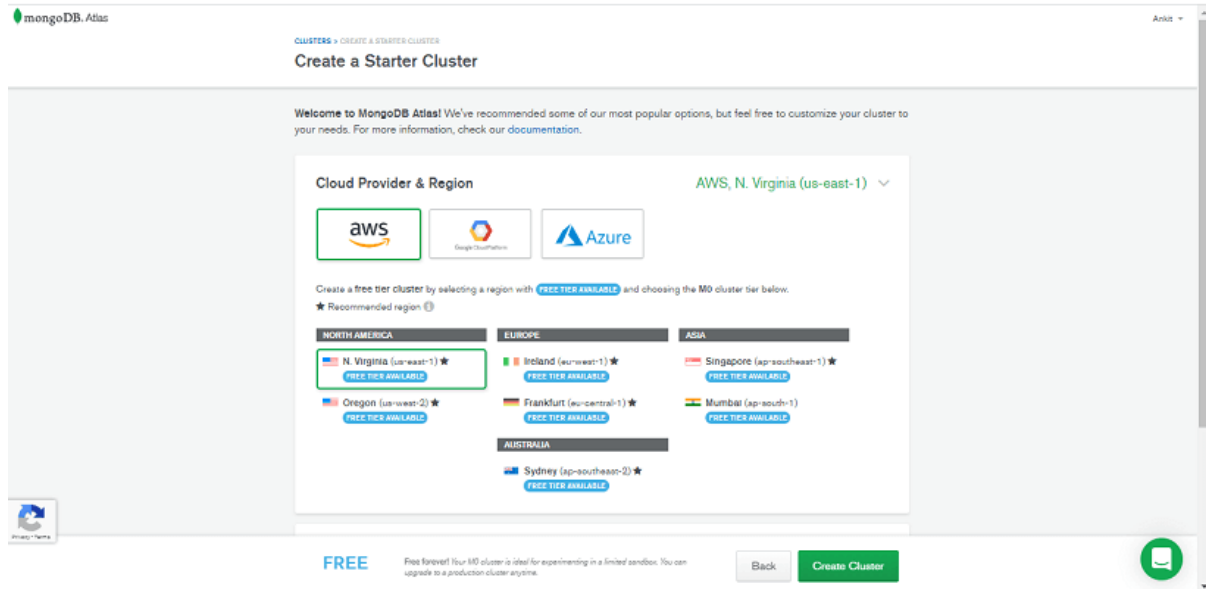 mongoDB. Atlas
Ankit
CLUSTERS > CREATE A STARTER CLUSTER
Create a Starter Cluster
Welcome to MongoDB Atlas! We've recommended some of our most popular options, but feel free to customize your cluster to
your needs. For more information, check our documentation.
Cloud Provider & Region
AWS, N. Virginia (us-east-1)
aws
Google Cloud Platform
Azure
Create a free tier cluster by selecting a region with FREE TIER AVAILABLE and choosing the M0 cluster tier below.
★ Recommended region
NORTH AMERICA
N. Virginia (us-east-1) ★
FREE TIER AVAILABLE
Oregon (us-west-2) ★
FREE TIER AVAILABLE
EUROPE
Ireland (eu-west-1) ★
FREE TIER AVAILABLE
Frankfurt (eu-central-1) ★
FREE TIER AVAILABLE
ASIA
Singapore (ap-southeast-1) ★
FREE TIER AVAILABLE
Mumbai (ap-south-1)
FREE TIER AVAILABLE
AUSTRALIA
Sydney (ap-southeast-2) ★
FREE TIER AVAILABLE
Privacy - Terms
FREE
Free forever! Your M0 cluster is ideal for experimenting in a limited sandbox. You can
upgrade to a production cluster anytime.
Back
Create Cluster